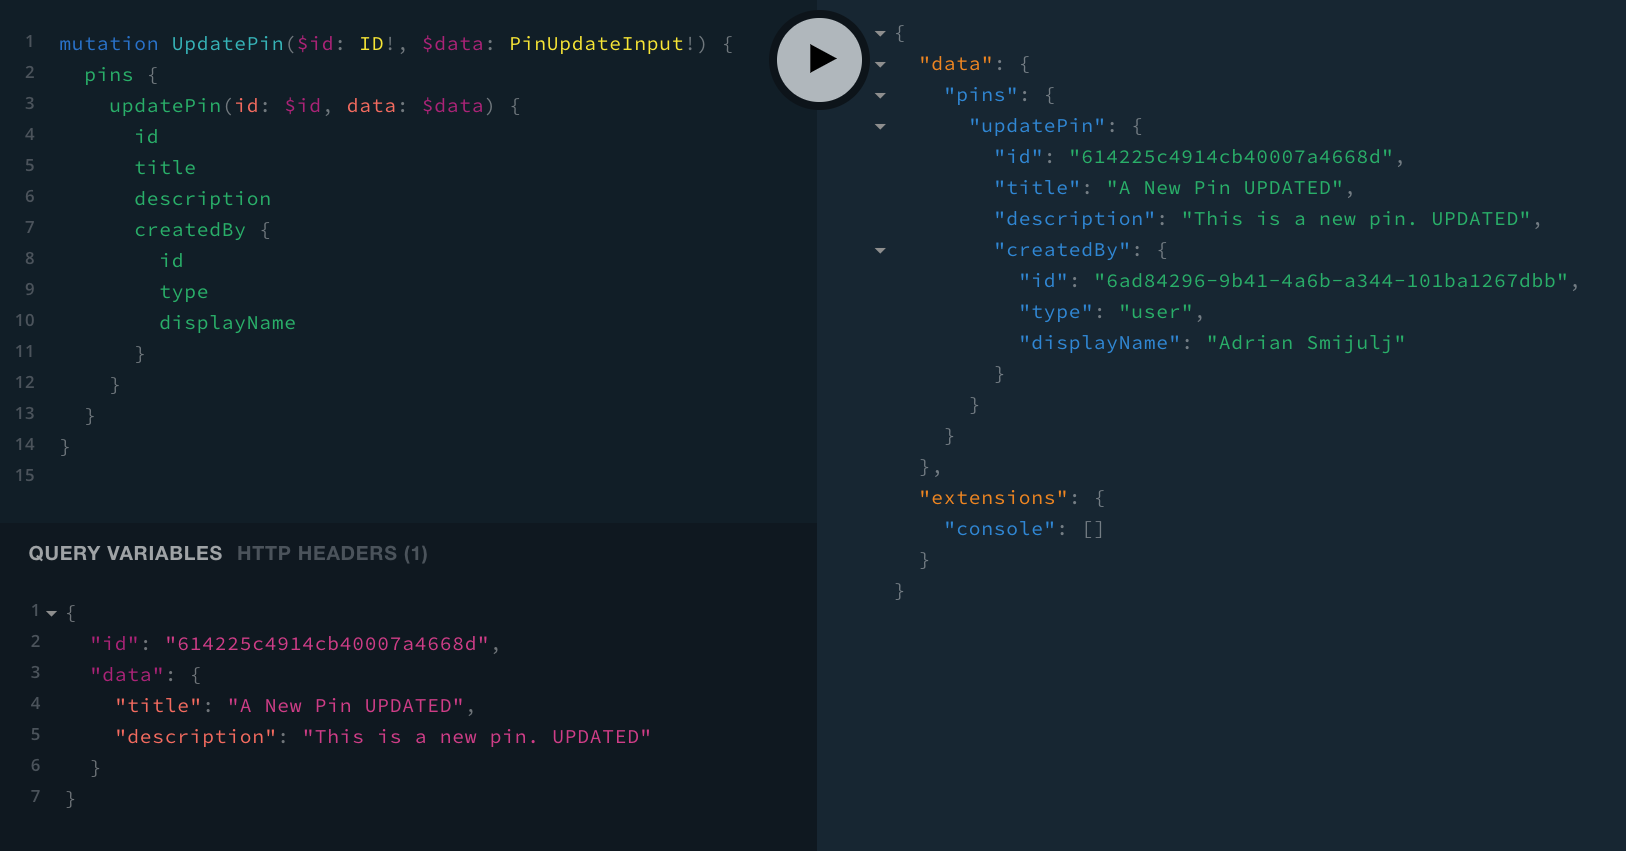 1 mutation UpdatePin($id: ID!, $data: PinUpdateInput!) {
2   pins {
3     updatePin(id: $id, data: $data) {
4       id
5       title
6       description
7       createdBy {
8         id
9         type
10         displayName
11       }
12     }
13   }
14 }
15
QUERY VARIABLES HTTP HEADERS (1)
1 {
2   "id": "614225c4914cb40007a4668d",
3   "data": {
4     "title": "A New Pin UPDATED",
5     "description": "This is a new pin. UPDATED"
6   }
7 }
{
  "data": {
    "pins": {
      "updatePin": {
        "id": "614225c4914cb40007a4668d",
        "title": "A New Pin UPDATED",
        "description": "This is a new pin. UPDATED",
        "createdBy": {
          "id": "6ad84296-9b41-4a6b-a344-101ba1267dbb",
          "type": "user",
          "displayName": "Adrian Smijulj"
        }
      }
    }
  },
  "extensions": {
    "console": []
  }
}